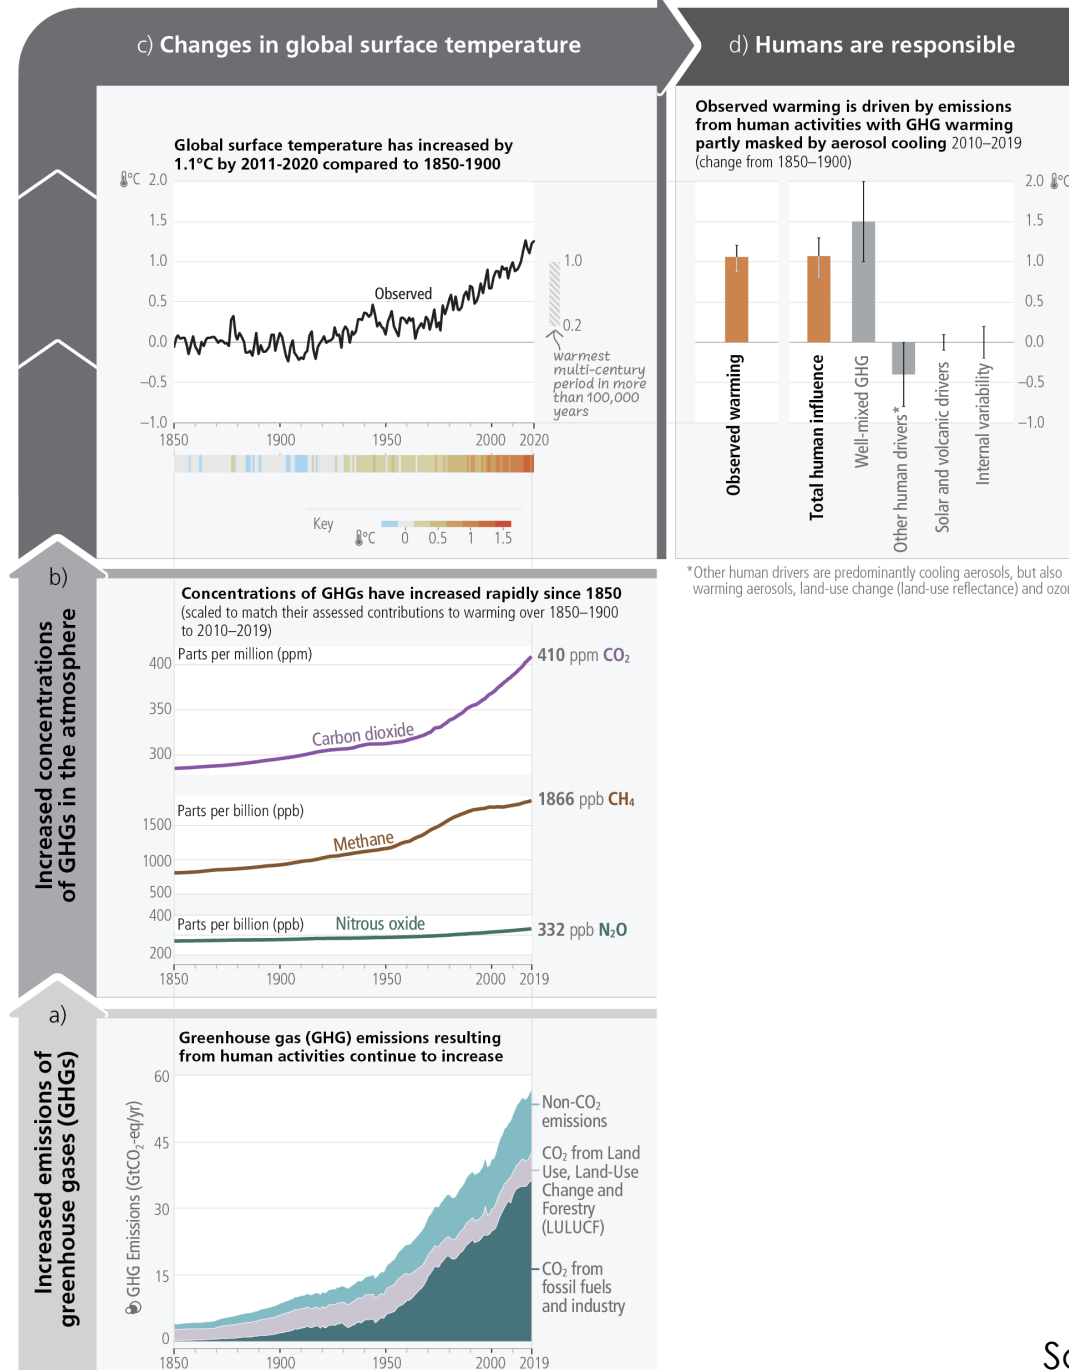 c) Changes in global surface temperature
d) Humans are responsible
Global surface temperature has increased by
1.1°C by 2011-2020 compared to 1850-1900
°C
2.0
1.5
1.0
0.5
0.0
–0.5
–1.0
Observed
1.0
0.2
warmest
multi-century
period in more
than 100,000
years
1850
1900
1950
2000
2020
Key
°C
0
0.5
1
1.5
Observed warming is driven by emissions
from human activities with GHG warming
partly masked by aerosol cooling 2010–2019
(change from 1850–1900)
2.0 °C
1.5
1.0
0.5
0.0
–0.5
–1.0
Observed warming
Total human influence
Well-mixed GHG
Other human drivers*
Solar and volcanic drivers
Internal variability
*Other human drivers are predominantly cooling aerosols, but also
warming aerosols, land-use change (land-use reflectance) and ozo
b)
Increased concentrations
of GHGs in the atmosphere
Concentrations of GHGs have increased rapidly since 1850
(scaled to match their assessed contributions to warming over 1850–1900
to 2010–2019)
Parts per million (ppm)
400
350
300
Carbon dioxide
410 ppm CO₂
Parts per billion (ppb)
1500
1000
500
Methane
1866 ppb CH₄
400
200
Parts per billion (ppb)
Nitrous oxide
332 ppb N₂O
1850
1900
1950
2000
2019
a)
Increased emissions of
greenhouse gases (GHGs)
Greenhouse gas (GHG) emissions resulting
from human activities continue to increase
GHG Emissions (GtCO₂-eq/yr)
60
45
30
15
0
Non-CO₂
emissions
CO₂ from Land
Use, Land-Use
Change and
Forestry
(LULUCF)
CO₂ from
fossil fuels
and industry
1850
1900
1950
2000
2019
So